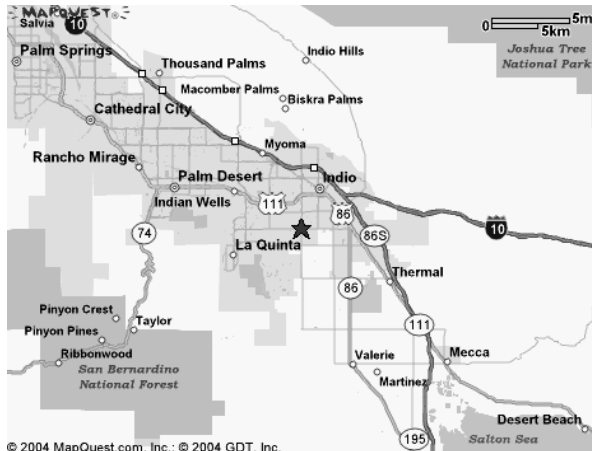 MAPQUEST
Salvia
10
0
5m
5km
Palm Springs
Thousand Palms
Indio Hills
Joshua Tree
National Park
Macomber Palms
Biskra Palms
Cathedral City
Myoma
Rancho Mirage
Palm Desert
Indio
Indian Wells
111
86
74
86S
10
La Quinta
Thermal
86
Pinyon Crest
Taylor
111
Pinyon Pines
Ribbonwood
Valerie
Mecca
San Bernardino
National Forest
Martinez
Desert Beach
195
Salton Sea
© 2004 MapQuest.com, Inc.; © 2004 GDT, Inc.